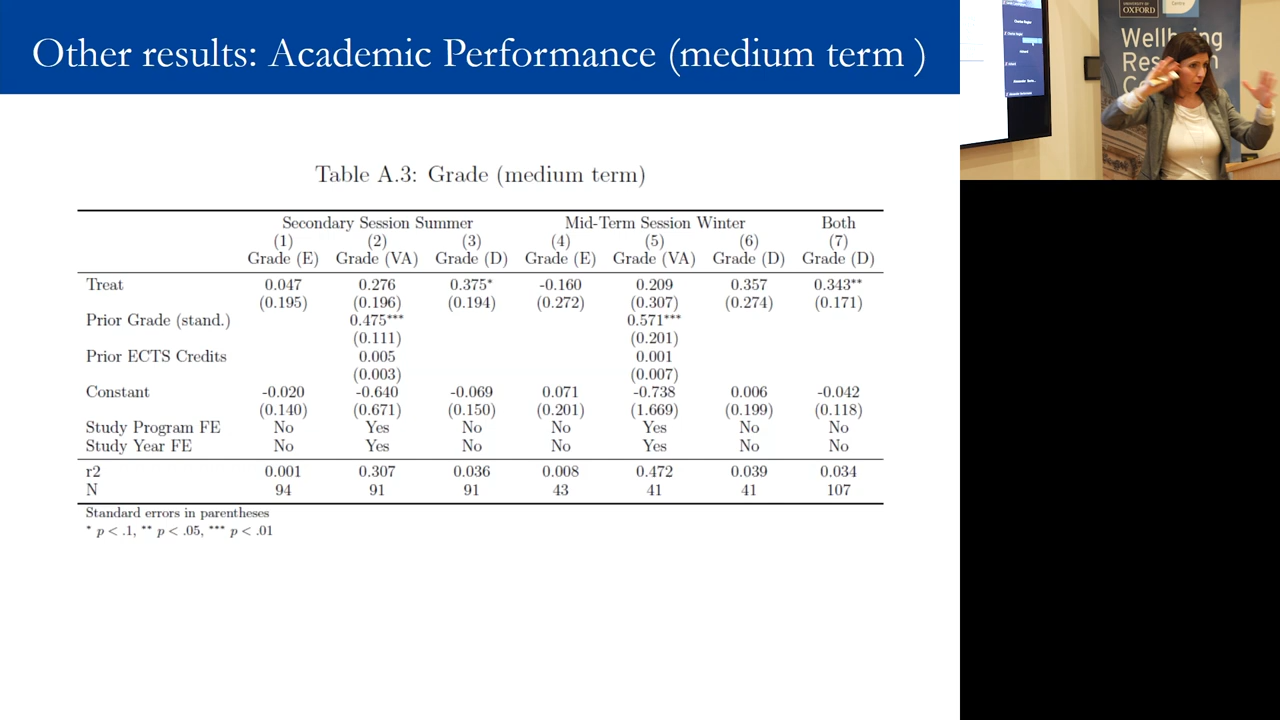 Other results: Academic Performance (medium term )
Table A.3: Grade (medium term)
Secondary Session Summer Mid-Term Session Winter Both
(1) (2) (3) (4) (5) (6) (7)
Grade (E) Grade (VA) Grade (D) Grade (E) Grade (VA) Grade (D) Grade (D)
Treat 0.047 0.276 0.375* -0.160 0.209 0.357 0.343**
(0.195) (0.196) (0.194) (0.272) (0.307) (0.274) (0.171)
Prior Grade (stand.) 0.475*** 0.571***
(0.111) (0.201)
Prior ECTS Credits 0.005 0.001
(0.003) (0.007)
Constant -0.020 -0.640 -0.069 0.071 -0.738 0.006 -0.042
(0.140) (0.671) (0.150) (0.201) (1.669) (0.199) (0.118)
Study Program FE No Yes No No Yes No No
Study Year FE No Yes No No Yes No No
r2 0.001 0.307 0.036 0.008 0.472 0.039 0.034
N 94 91 91 43 41 41 107
Standard errors in parentheses
* p < .1, ** p < .05, *** p < .01
OXFORD
Wellbeing